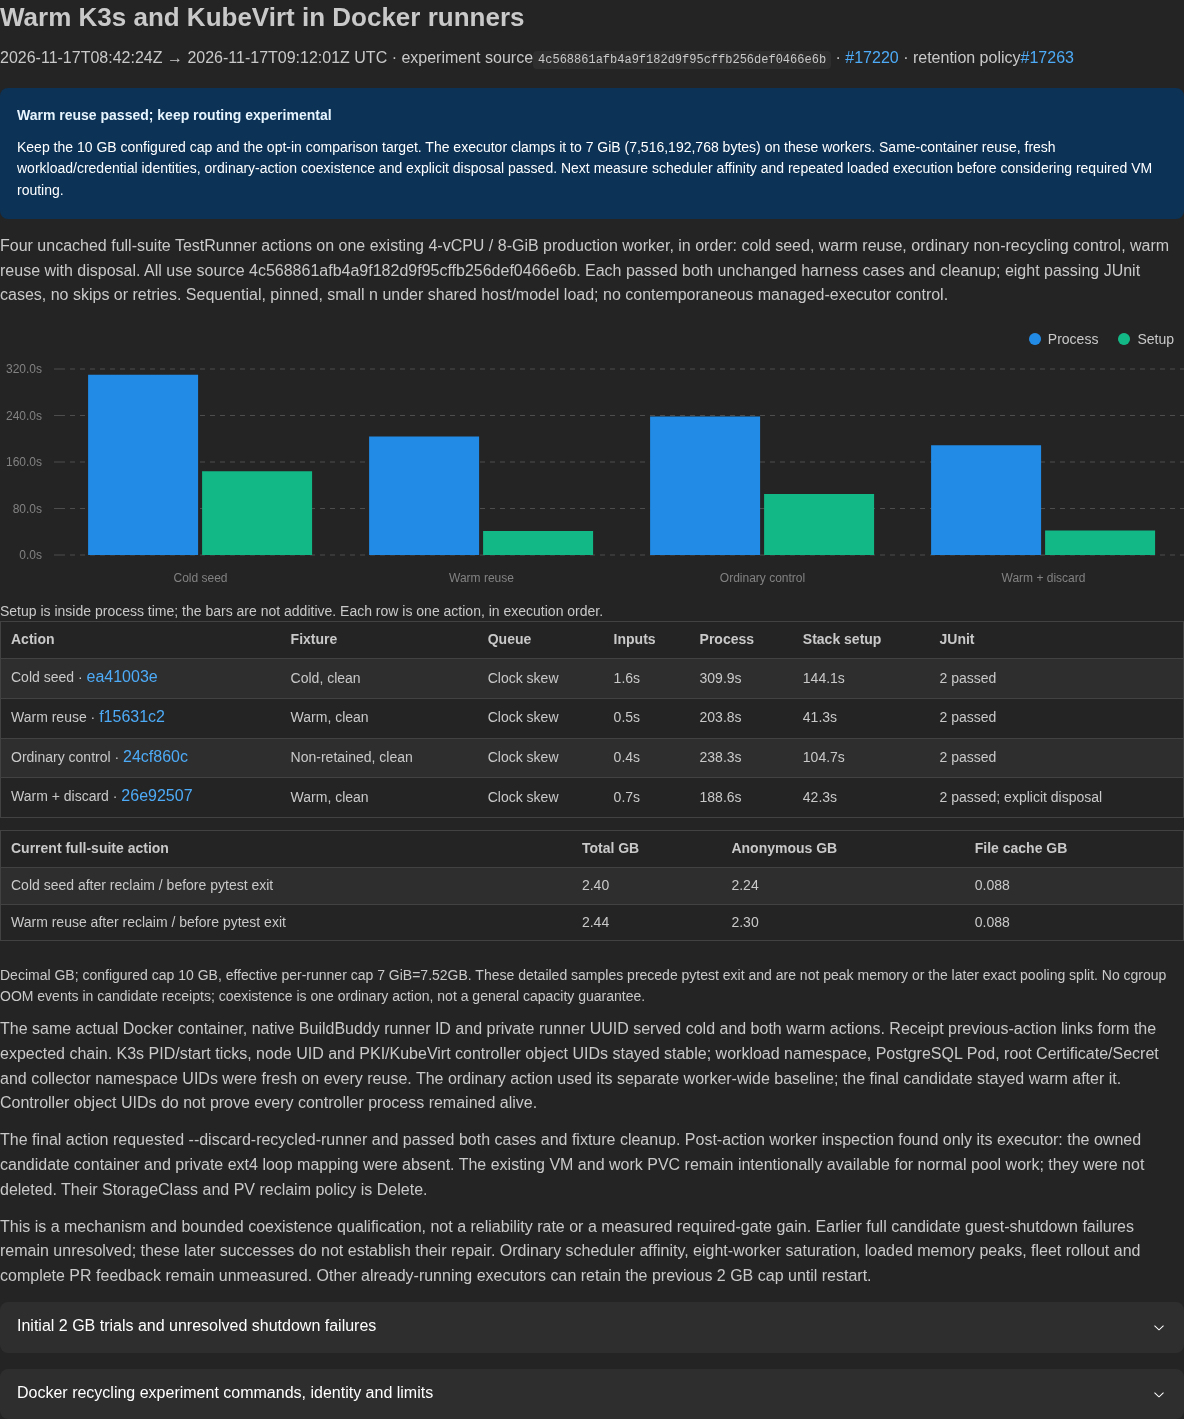 Warm K3s and KubeVirt in Docker runners
2026-11-17T08:42:24Z → 2026-11-17T09:12:01Z UTC · experiment source 4c568861afb4a9f182d9f95cffb256def0466e6b · #17220 · retention policy#17263
Warm reuse passed; keep routing experimental
Keep the 10 GB configured cap and the opt-in comparison target. The executor clamps it to 7 GiB (7,516,192,768 bytes) on these workers. Same-container reuse, fresh
workload/credential identities, ordinary-action coexistence and explicit disposal passed. Next measure scheduler affinity and repeated loaded execution before considering required VM
routing.
Four uncached full-suite TestRunner actions on one existing 4-vCPU / 8-GiB production worker, in order: cold seed, warm reuse, ordinary non-recycling control, warm
reuse with disposal. All use source 4c568861afb4a9f182d9f95cffb256def0466e6b. Each passed both unchanged harness cases and cleanup; eight passing JUnit
cases, no skips or retries. Sequential, pinned, small n under shared host/model load; no contemporaneous managed-executor control.
Process Setup
320.0s
240.0s
160.0s
80.0s
0.0s
Cold seed Warm reuse Ordinary control Warm + discard
Setup is inside process time; the bars are not additive. Each row is one action, in execution order.
Action Fixture Queue Inputs Process Stack setup JUnit
Cold seed · ea41003e Cold, clean Clock skew 1.6s 309.9s 144.1s 2 passed
Warm reuse · f15631c2 Warm, clean Clock skew 0.5s 203.8s 41.3s 2 passed
Ordinary control · 24cf860c Non-retained, clean Clock skew 0.4s 238.3s 104.7s 2 passed
Warm + discard · 26e92507 Warm, clean Clock skew 0.7s 188.6s 42.3s 2 passed; explicit disposal
Current full-suite action Total GB Anonymous GB File cache GB
Cold seed after reclaim / before pytest exit 2.40 2.24 0.088
Warm reuse after reclaim / before pytest exit 2.44 2.30 0.088
Decimal GB; configured cap 10 GB, effective per-runner cap 7 GiB=7.52GB. These detailed samples precede pytest exit and are not peak memory or the later exact pooling split. No cgroup
OOM events in candidate receipts; coexistence is one ordinary action, not a general capacity guarantee.
The same actual Docker container, native BuildBuddy runner ID and private runner UUID served cold and both warm actions. Receipt previous-action links form the
expected chain. K3s PID/start ticks, node UID and PKI/KubeVirt controller object UIDs stayed stable; workload namespace, PostgreSQL Pod, root Certificate/Secret
and collector namespace UIDs were fresh on every reuse. The ordinary action used its separate worker-wide baseline; the final candidate stayed warm after it.
Controller object UIDs do not prove every controller process remained alive.
The final action requested --discard-recycled-runner and passed both cases and fixture cleanup. Post-action worker inspection found only its executor: the owned
candidate container and private ext4 loop mapping were absent. The existing VM and work PVC remain intentionally available for normal pool work; they were not
deleted. Their StorageClass and PV reclaim policy is Delete.
This is a mechanism and bounded coexistence qualification, not a reliability rate or a measured required-gate gain. Earlier full candidate guest-shutdown failures
remain unresolved; these later successes do not establish their repair. Ordinary scheduler affinity, eight-worker saturation, loaded memory peaks, fleet rollout and
complete PR feedback remain unmeasured. Other already-running executors can retain the previous 2 GB cap until restart.
Initial 2 GB trials and unresolved shutdown failures
Docker recycling experiment commands, identity and limits